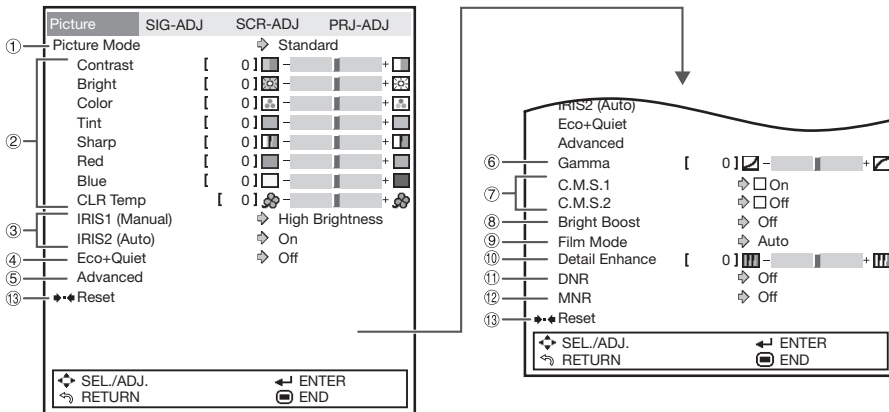 Picture SIG-ADJ SCR-ADJ PRJ-ADJ
① Picture Mode Standard
② Contrast [ 0 ] - +
Bright [ 0 ] - +
Color [ 0 ] - +
Tint [ 0 ] - +
Sharp [ 0 ] - +
Red [ 0 ] - +
Blue [ 0 ] - +
CLR Temp [ 0 ] - +
③ IRIS1 (Manual) High Brightness
IRIS2 (Auto) On
④ Eco+Quiet Off
⑤ Advanced
⑬ Reset
SEL./ADJ. ENTER
RETURN END
IRIS2 (Auto)
Eco+Quiet
Advanced
⑥ Gamma [ 0 ] - +
⑦ C.M.S.1 On
C.M.S.2 Off
⑧ Bright Boost Off
⑨ Film Mode Auto
⑩ Detail Enhance [ 0 ] - +
⑪ DNR Off
⑫ MNR Off
⑬ Reset
SEL./ADJ. ENTER
RETURN END